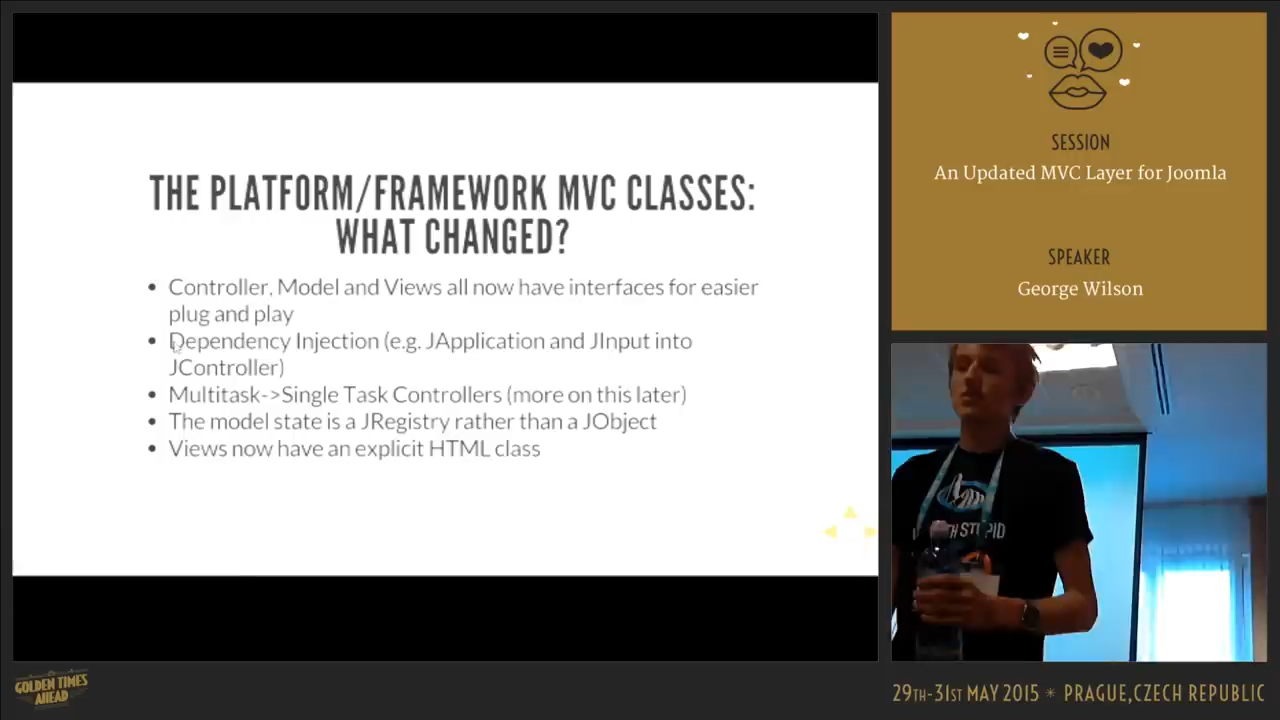 THE PLATFORM/FRAMEWORK MVC CLASSES:
WHAT CHANGED?
• Controller, Model and Views all now have interfaces for easier
plug and play
• Dependency Injection (e.g. JApplication and JInput into
JController)
• Multitask->Single Task Controllers (more on this later)
• The model state is a JRegistry rather than a JObject
• Views now have an explicit HTML class
SESSION
An Updated MVC Layer for Joomla
SPEAKER
George Wilson
STUPID
GOLDEN TIMES
AHEAD
29TH-31ST MAY 2015 * PRAGUE,CZECH REPUBLIC